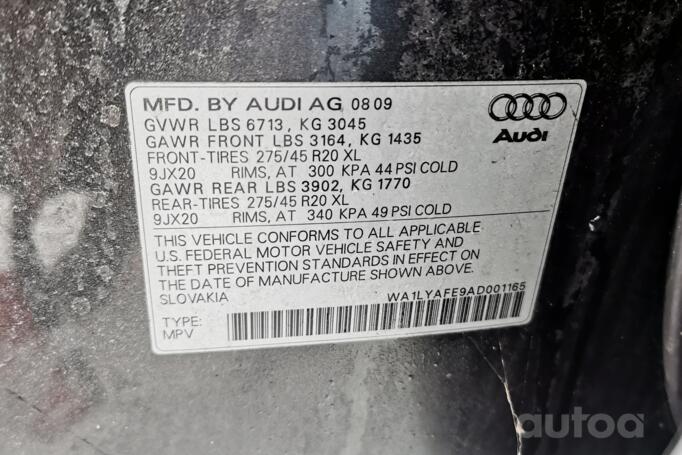 MFD. BY AUDI AG 0809
GVWR LBS 6713, KG 3045
GAWR FRONT LBS 3164, KG 1435
FRONT-TIRES 275/45 R20 XL
9JX20 RIMS, AT 300 KPA 44 PSI COLD
GAWR REAR LBS 3902, KG 1770
REAR-TIRES 275/45 R20 XL
9JX20 RIMS, AT 340 KPA 49 PSI COLD
Audi
THIS VEHICLE CONFORMS TO ALL APPLICABLE
U.S. FEDERAL MOTOR VEHICLE SAFETY AND
THEFT PREVENTION STANDARDS IN EFFECT ON
THE DATE OF MANUFACTURE SHOWN ABOVE.
SLOVAKIA WA1LYAFE9AD001165
TYPE:
MPV
autoa